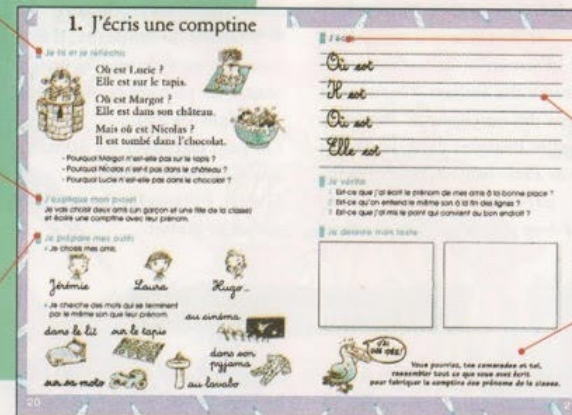 1. J'écris une comptine
Je lis et je réfléchis
Où est Lucie ?
Elle est sur le tapis.
Où est Margot ?
Elle est dans son château.
Mais où est Nicolas ?
Il est tombé dans l'chocolat.
- Pourquoi Margot n'est-elle pas sur le tapis ?
- Pourquoi Nicolas n'est-il pas dans le château ?
- Pourquoi Lucie n'est-elle pas dans le chocolat ?
J'explique mon projet
Je vais choisir deux amis (un garçon et une fille de la classe)
et écrire une comptine avec leur prénom.
Je prépare mes outils
Je choisis mes amis.
Jérémie Laura Hugo...
Je cherche des mots qui se terminent
par le même son que leur prénom.
au cinéma
dans le lit sur le tapis
dans son
pyjama
sur sa moto au lavabo
20
J'écris
Où est
Il est
Où est
Elle est
Je vérifie
1 Est-ce que j'ai écrit le prénom de mes amis à la bonne place ?
2 Est-ce qu'on entend le même son à la fin des lignes ?
3 Est-ce que j'ai mis le point qui convient au bon endroit ?
Je dessine mon texte
J'ai
une idée!
Vous pourriez, tes camarades et toi,
rassembler tout ce que vous avez écrit
pour fabriquer la comptine des prénoms de la classe.